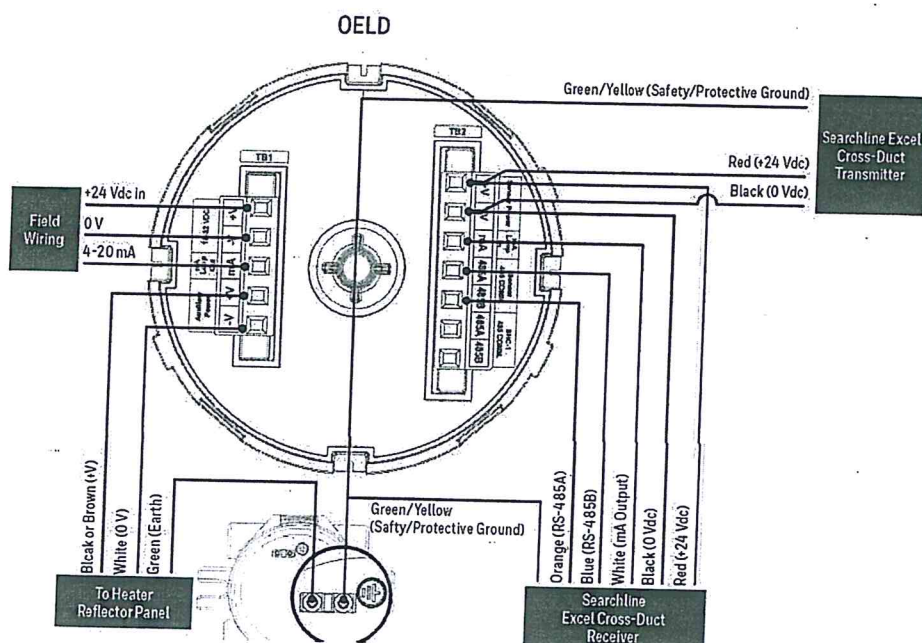 OELD
Green/Yellow (Safety/Protective Ground)
Searchline Excel
Cross-Duct
Transmitter
TB1
TB2
Red (+24 Vdc)
Black (0 Vdc)
Field
Wiring
+24 Vdc in
0 V
4-20 mA
+V
mA
+V
-V
mA
485A
485B
485A
485B
Green/Yellow
(Safty/Protective Ground)
Blcak or Brown (+V)
White (0 V)
Green (Earth)
To Heater
Reflector Panel
Orange (RS-485A)
Blue (RS-485B)
White (mA Output)
Black (0 Vdc)
Red (+24 Vdc)
Searchline
Excel Cross-Duct
Receiver